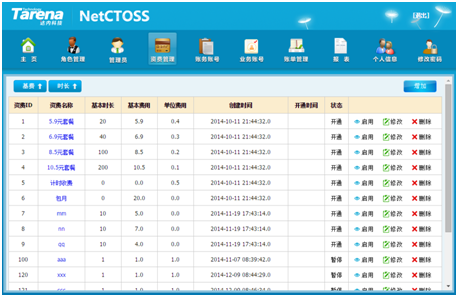 Tarena
达内科技
NetCTOSS
[退出]
主 页 角色管理 管理员 资费管理 账务账号 业务账号 账单管理 报 表 个人信息 修改密码
基费 时长 增加
资费ID 资费名称 基本时长 基本费用 单位费用 创建时间 开通时间 状态
1 5.9元套餐 20 5.9 0.4 2014-10-11 21:44:32.0 开通 启用 修改 删除
2 6.9元套餐 40 6.9 0.3 2014-10-11 21:44:32.0 开通 启用 修改 删除
3 8.5元套餐 100 8.5 0.2 2014-10-11 21:44:32.0 开通 启用 修改 删除
4 10.5元套餐 200 10.5 0.1 2014-10-11 21:44:32.0 开通 启用 修改 删除
5 计时收费 0 0.0 0.5 2014-10-11 21:44:32.0 开通 启用 修改 删除
6 包月 0 20.0 0.0 2014-10-11 21:44:32.0 开通 启用 修改 删除
7 mm 10 5.0 0.0 2014-11-19 17:43:14.0 开通 启用 修改 删除
8 nn 10 7.0 0.0 2014-11-19 17:43:19.0 开通 启用 修改 删除
9 qq 10 4.0 0.0 2014-11-19 17:43:21.0 开通 启用 修改 删除
100 aaa 1 1.0 1.0 2014-11-07 08:39:42.0 暂停 启用 修改 删除
120 xxx 1 1.0 1.0 2014-12-09 08:44:29.0 暂停 启用 修改 删除
121 1 1.0 1.0 启用 修改 删除